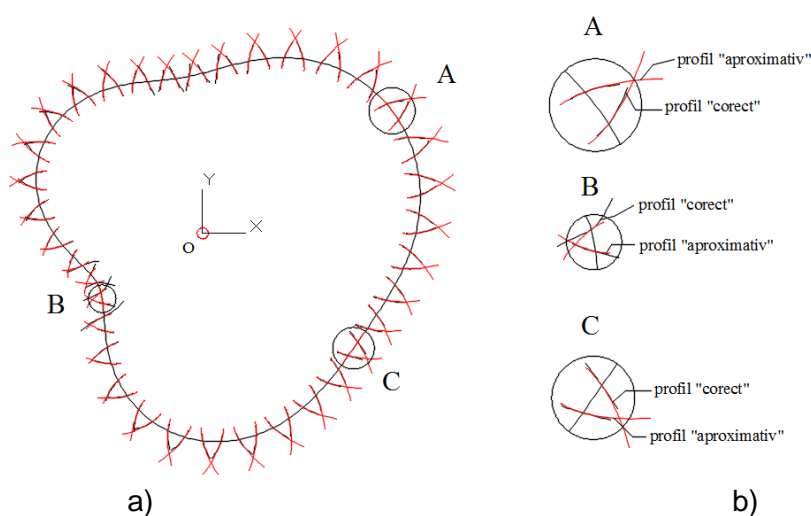 A
Y
X
O
B
C
a)
A
profil "aproximativ"
profil "corect"
B
profil "corect"
profil "aproximativ"
C
profil "corect"
profil "aproximativ"
b)